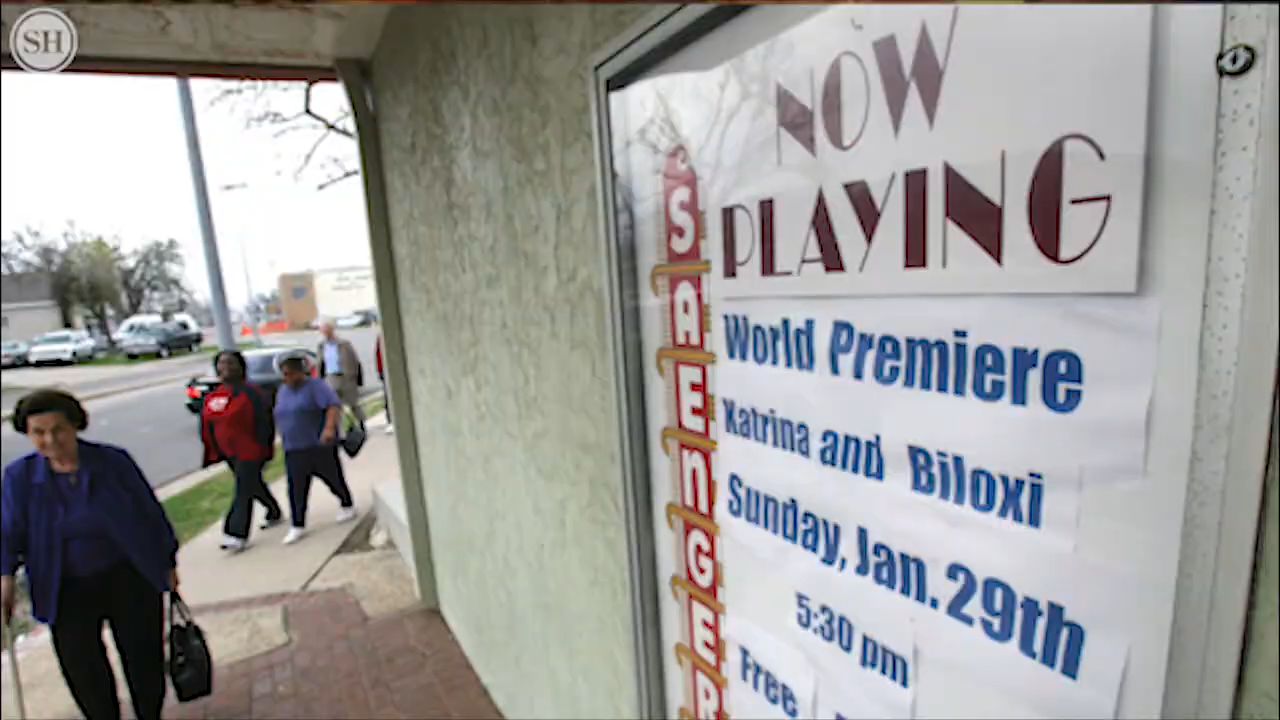 SH
NOW
PLAYING
SAENGER
World Premiere
Katrina and Biloxi
Sunday, Jan. 29th
5:30 pm
Free